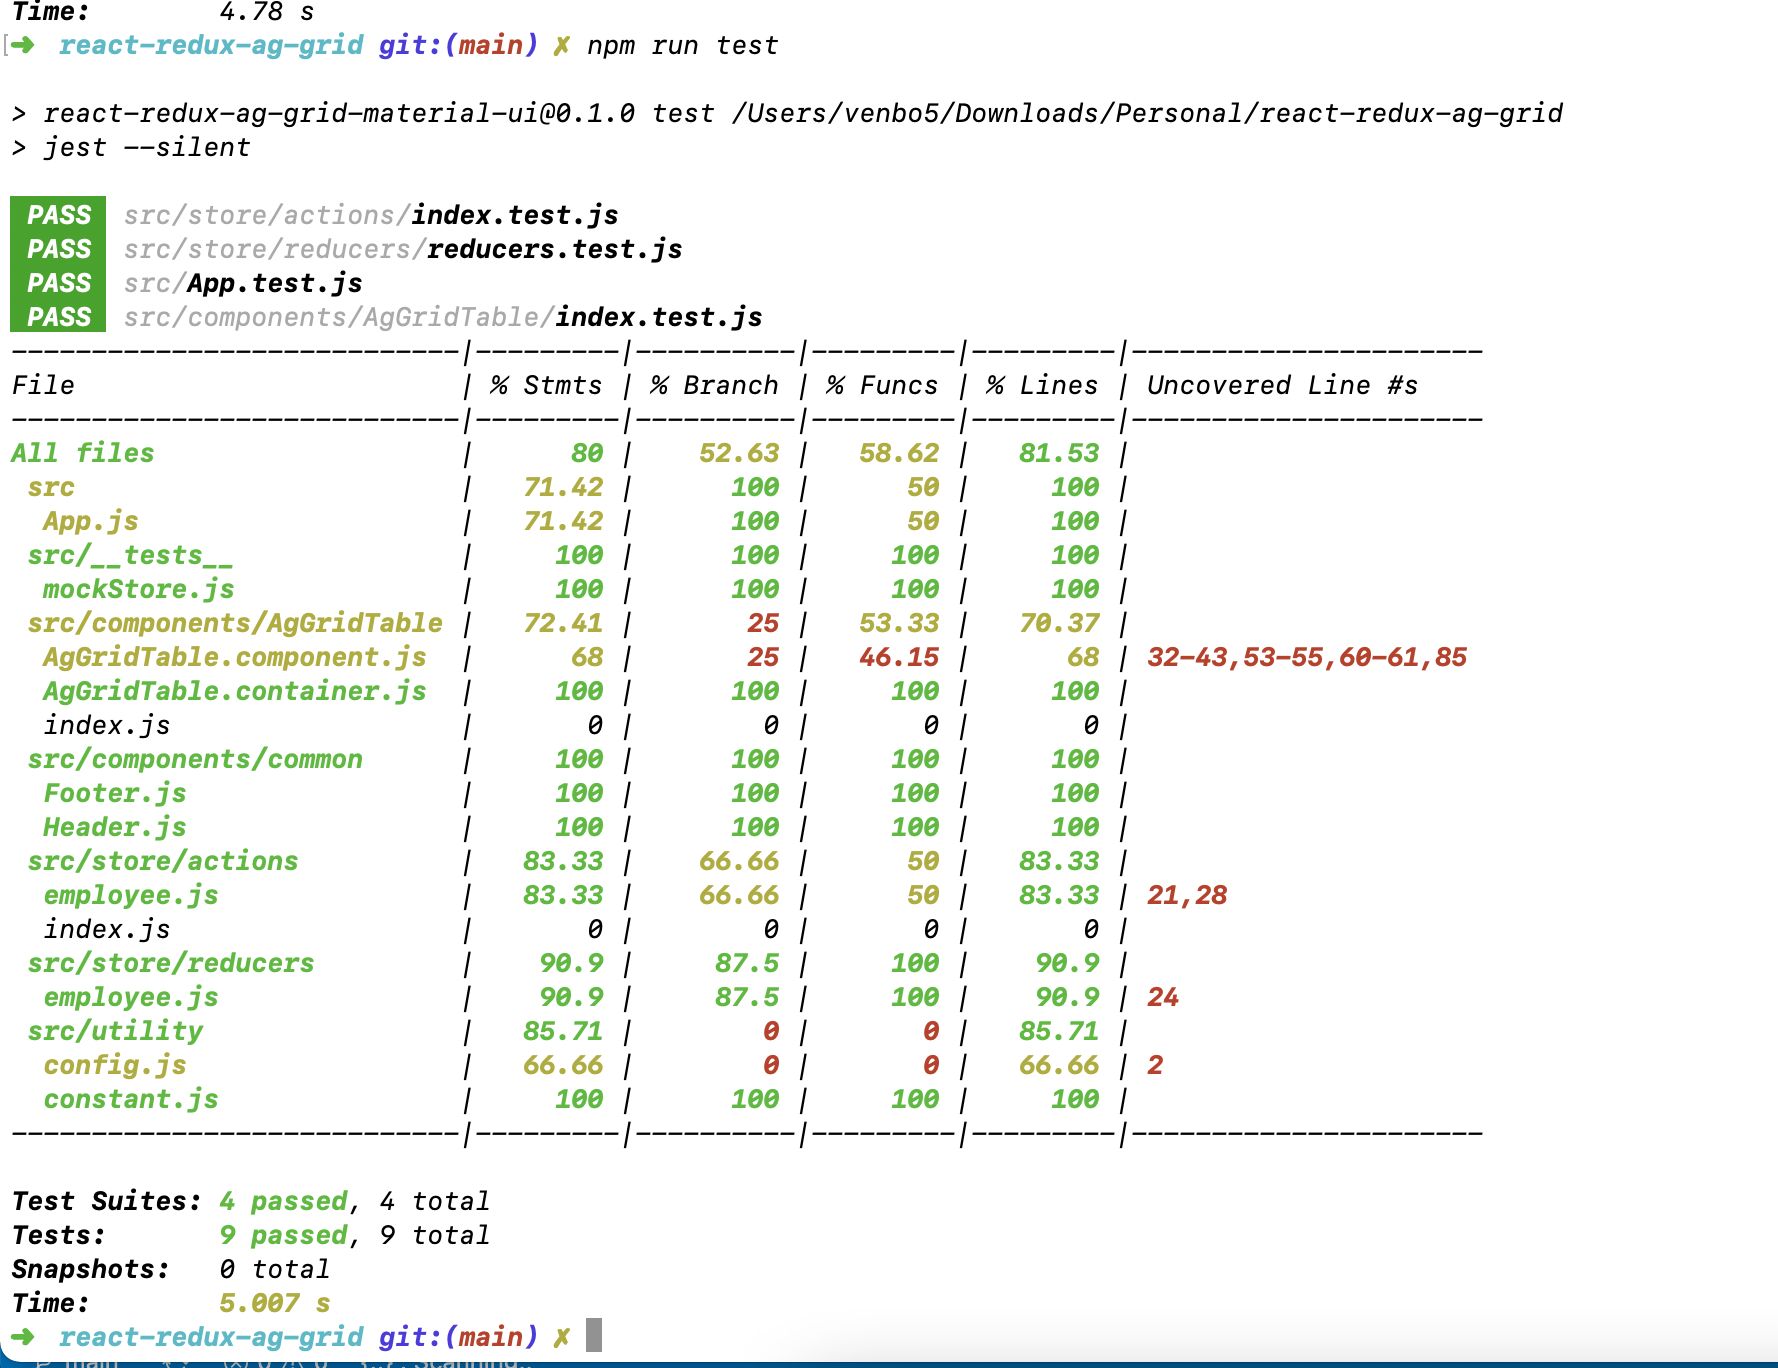 Time:        4.78 s
➜  react-redux-ag-grid git:(main) ✗ npm run test
> react-redux-ag-grid-material-ui@0.1.0 test /Users/venbo5/Downloads/Personal/react-redux-ag-grid
> jest --silent
PASS src/store/actions/index.test.js
PASS src/store/reducers/reducers.test.js
PASS src/App.test.js
PASS src/components/AgGridTable/index.test.js
----------------------------|---------|----------|---------|---------|----------------------
File                        | % Stmts | % Branch | % Funcs | % Lines | Uncovered Line #s
----------------------------|---------|----------|---------|---------|----------------------
All files                   |      80 |    52.63 |   58.62 |   81.53 |
 src                        |   71.42 |      100 |      50 |     100 |
  App.js                    |   71.42 |      100 |      50 |     100 |
 src/__tests__              |     100 |      100 |     100 |     100 |
  mockStore.js              |     100 |      100 |     100 |     100 |
 src/components/AgGridTable |   72.41 |       25 |   53.33 |   70.37 |
  AgGridTable.component.js  |      68 |       25 |   46.15 |      68 | 32-43,53-55,60-61,85
  AgGridTable.container.js  |     100 |      100 |     100 |     100 |
  index.js                  |       0 |        0 |       0 |       0 |
 src/components/common      |     100 |      100 |     100 |     100 |
  Footer.js                 |     100 |      100 |     100 |     100 |
  Header.js                 |     100 |      100 |     100 |     100 |
 src/store/actions          |   83.33 |    66.66 |      50 |   83.33 |
  employee.js               |   83.33 |    66.66 |      50 |   83.33 | 21,28
  index.js                  |       0 |        0 |       0 |       0 |
 src/store/reducers         |    90.9 |     87.5 |     100 |    90.9 |
  employee.js               |    90.9 |     87.5 |     100 |    90.9 | 24
 src/utility                |   85.71 |        0 |       0 |   85.71 |
  config.js                 |   66.66 |        0 |       0 |   66.66 | 2
  constant.js               |     100 |      100 |     100 |     100 |
----------------------------|---------|----------|---------|---------|----------------------
Test Suites: 4 passed, 4 total
Tests:       9 passed, 9 total
Snapshots:   0 total
Time:        5.007 s
➜  react-redux-ag-grid git:(main) ✗